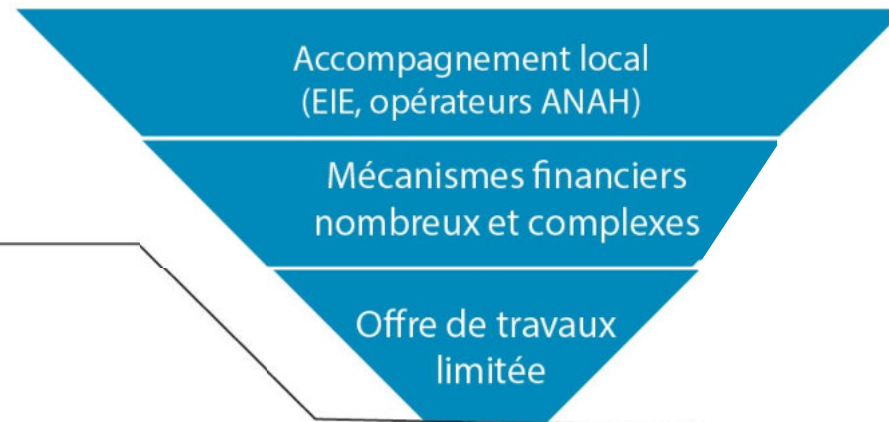 Accompagnement local
(EIE, opérateurs ANAH)
Mécanismes financiers
nombreux et complexes
Offre de travaux
limitée